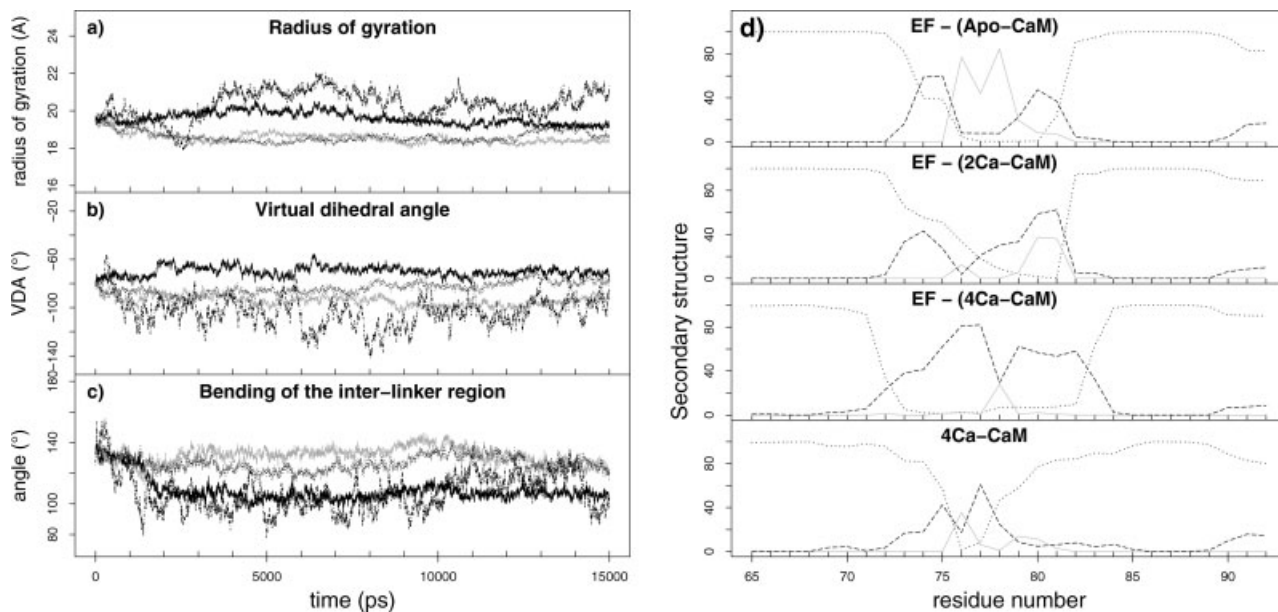 a) Radius of gyration
radius of gyration (A)
16 18 20 22 24
b) Virtual dihedral angle
VDA (°)
−140 −100 −60 −20
c) Bending of the inter−linker region
angle (°)
80 100 140 180
0 5000 10000 15000
time (ps)
d) EF − (Apo−CaM)
0 40 80
EF − (2Ca−CaM)
0 40 80
EF − (4Ca−CaM)
0 40 80
4Ca−CaM
0 40 80
Secondary structure
65 70 75 80 85 90
residue number